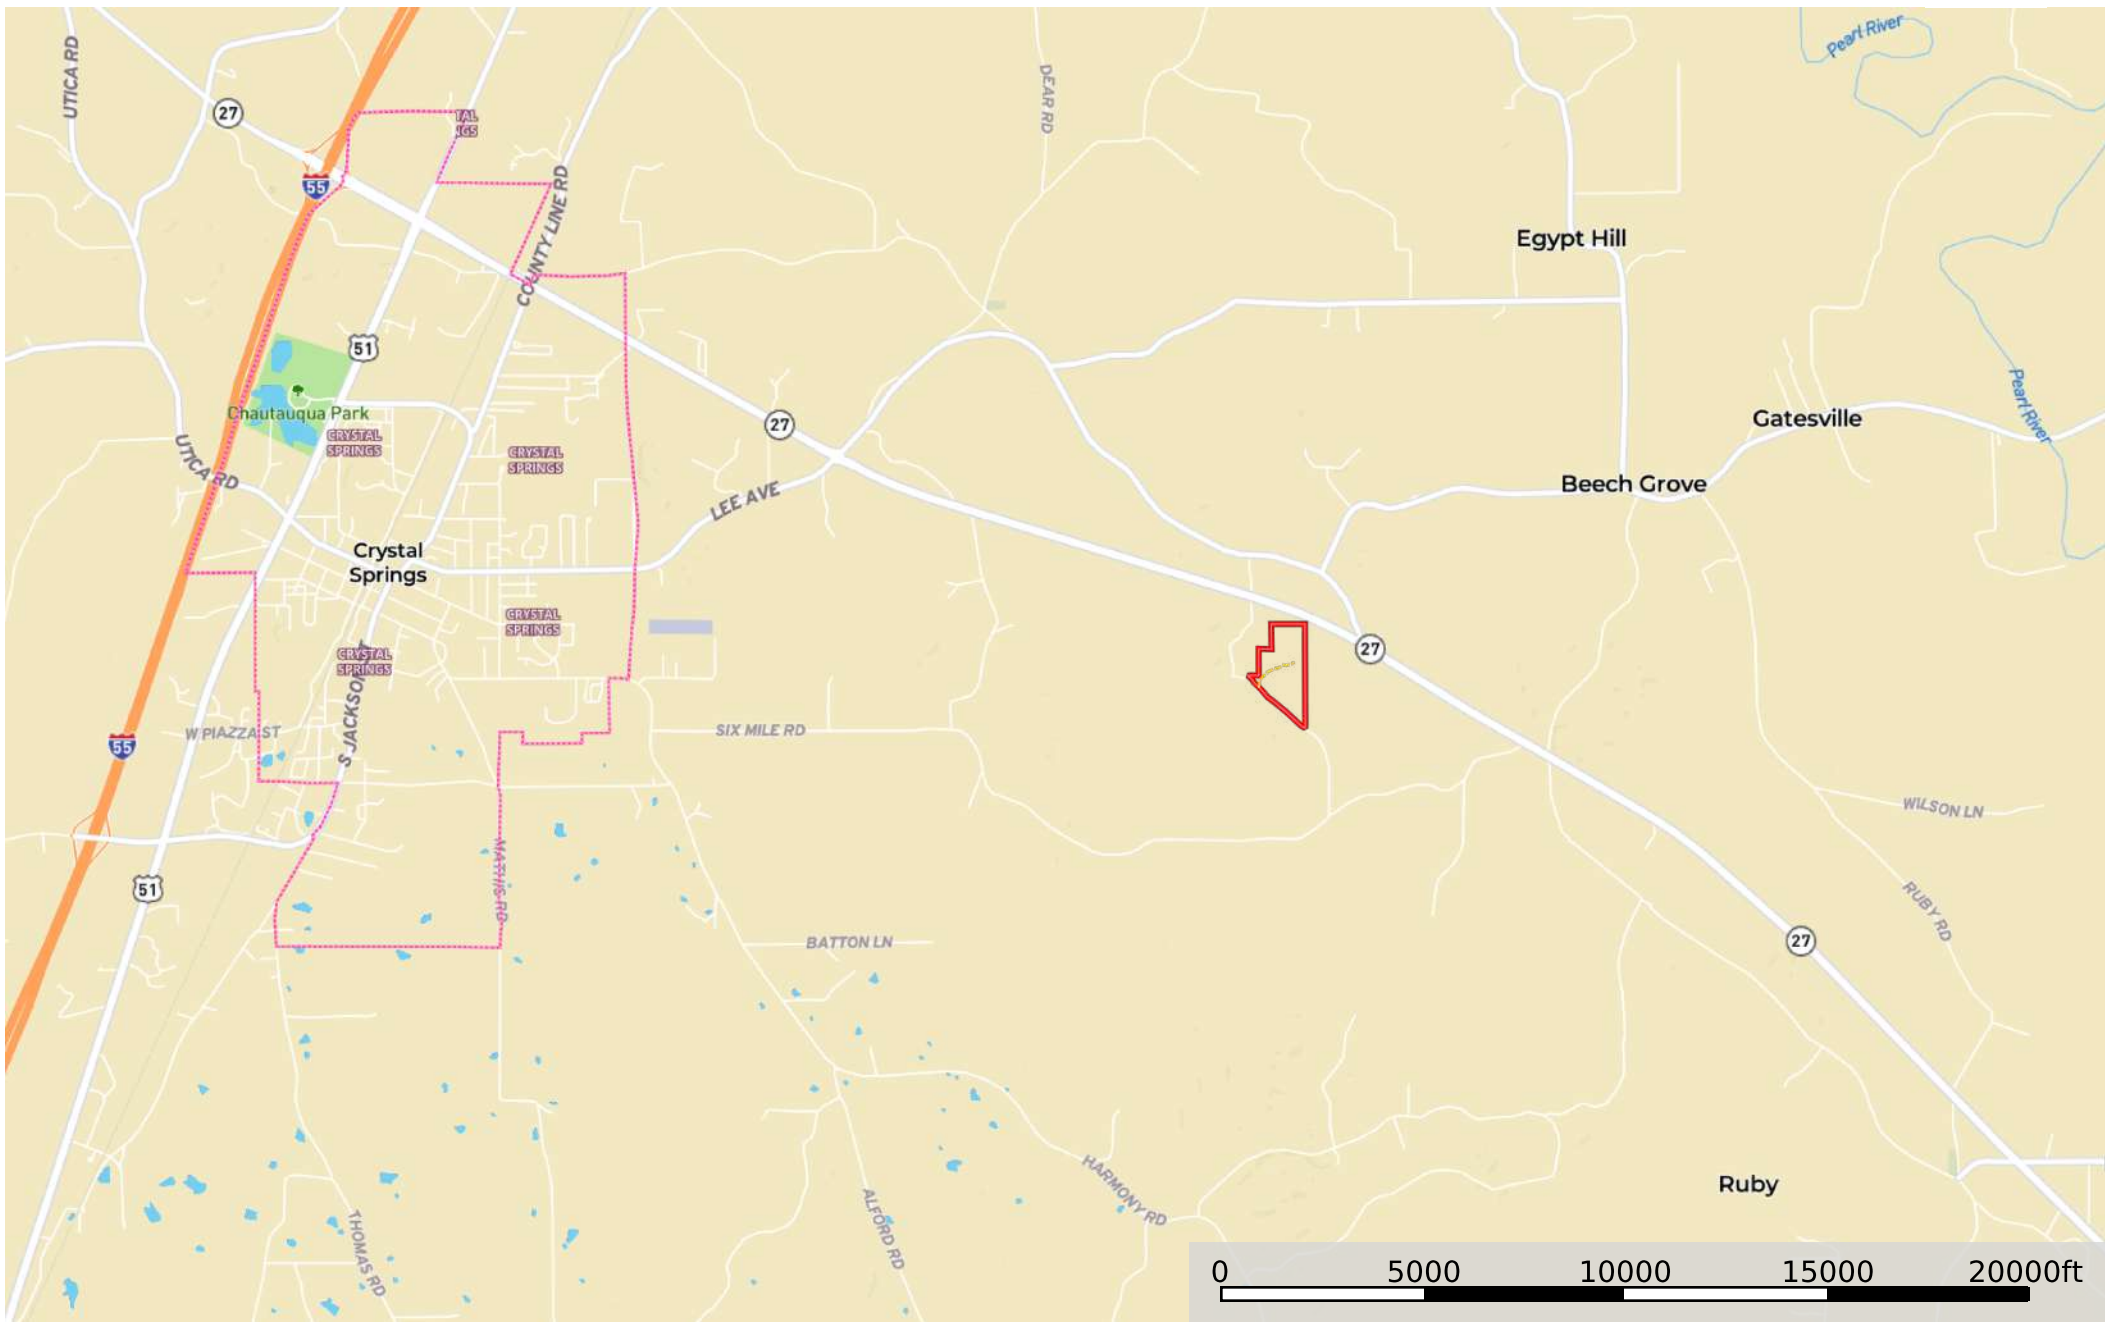 Pearl River
UTICA RD
DEAR RD
27
TAL
IGS
55
COUNTY LINE RD
Egypt Hill
51
Chautauqua Park
CRYSTAL
SPRINGS
CRYSTAL
SPRINGS
27
Pearl River
Gatesville
UTICA RD
LEE AVE
Beech Grove
Crystal
Springs
CRYSTAL
SPRINGS
CRYSTAL
SPRINGS
27
S JACKSON
W PIAZZA ST
SIX MILE RD
55
WILSON LN
51
MATHIS RD
RUBY RD
BATTON LN
27
HARMONY RD
Ruby
ALFORD RD
THOMAS RD
0 5000 10000 15000 20000ft